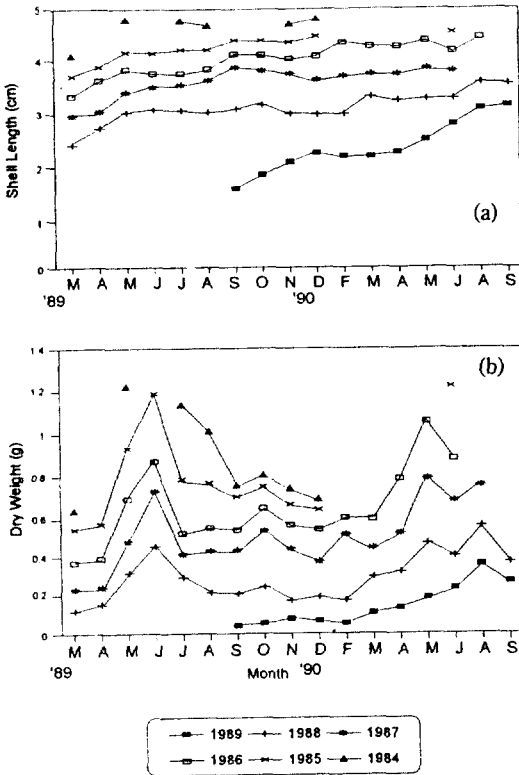 (a)
Shell Length (cm)
5
4
3
2
1
0
M A M J J A S O N D F M A M J A S
'89 '90
(b)
Dry Weight (g)
1.4
1.2
1
0.8
0.6
0.4
0.2
0
M A M J J A S O N D F M A M J A S
'89 Month '90
1989 1988 1987
1986 1985 1984